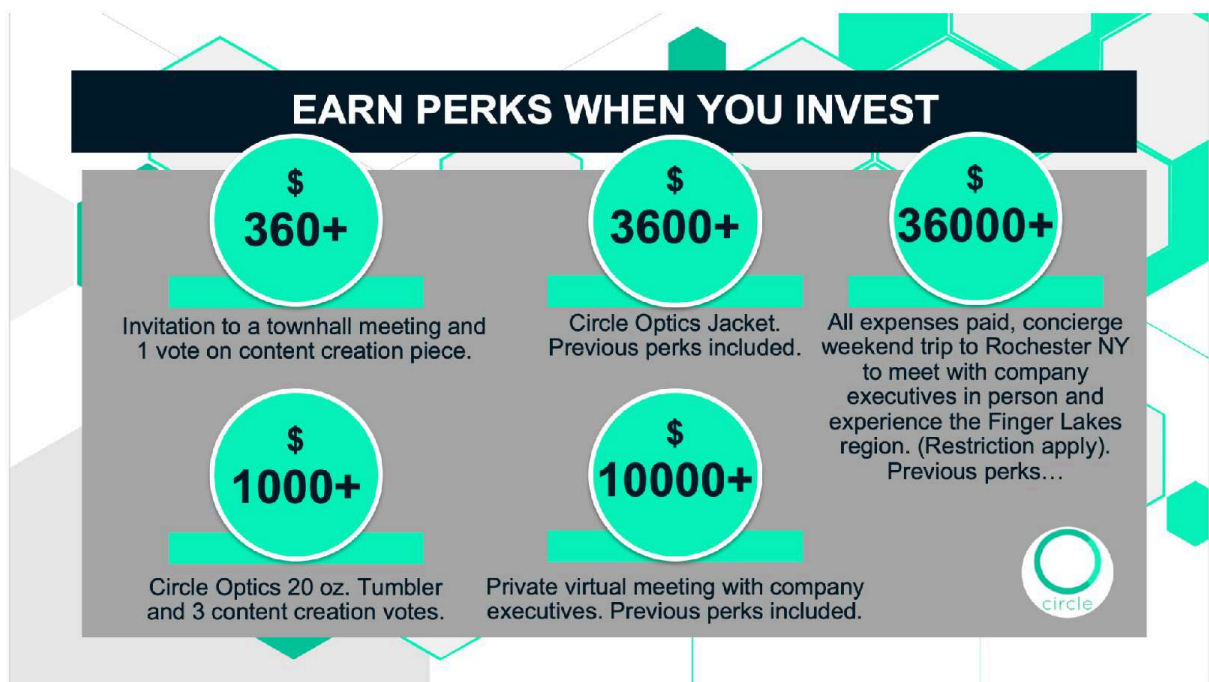 EARN PERKS WHEN YOU INVEST
$
360+
Invitation to a townhall meeting and
1 vote on content creation piece.
$
1000+
Circle Optics 20 oz. Tumbler
and 3 content creation votes.
$
3600+
Circle Optics Jacket.
Previous perks included.
$
10000+
Private virtual meeting with company
executives. Previous perks included.
$
36000+
All expenses paid, concierge
weekend trip to Rochester NY
to meet with company
executives in person and
experience the Finger Lakes
region. (Restriction apply).
Previous perks…
circle